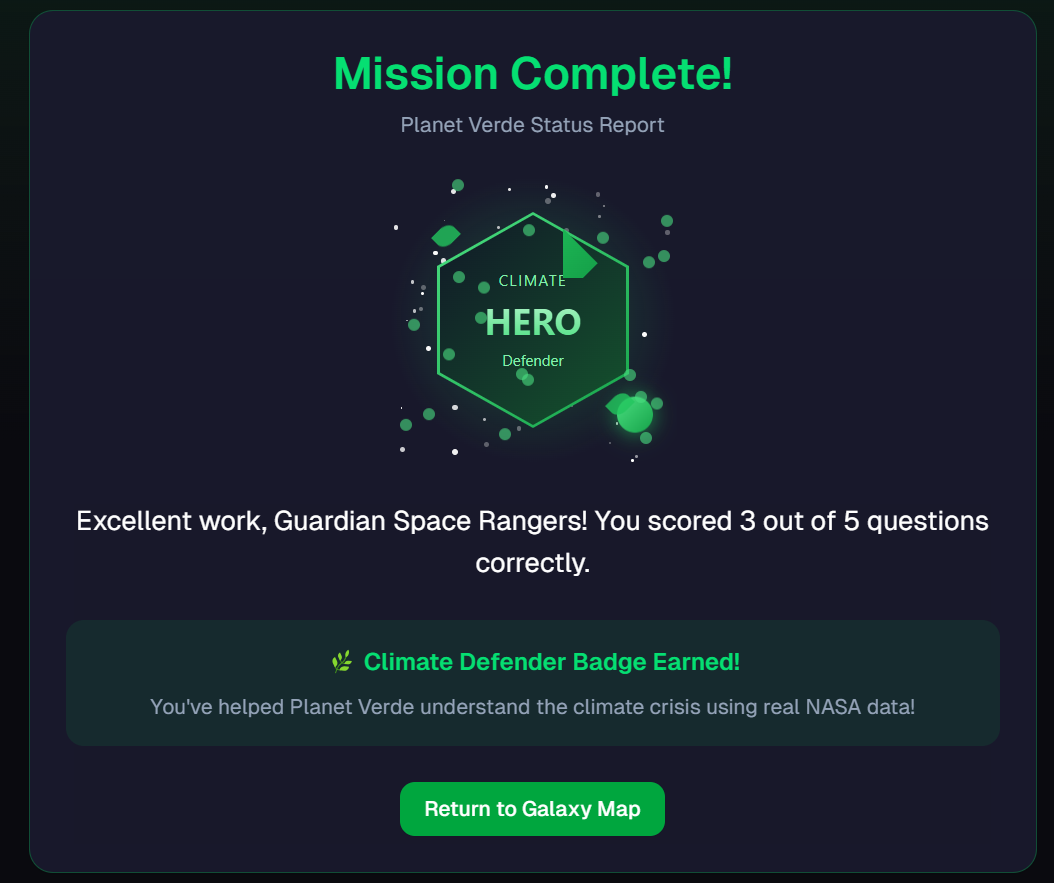 Mission Complete!
Planet Verde Status Report
CLIMATE
HERO
Defender
Excellent work, Guardian Space Rangers! You scored 3 out of 5 questions
correctly.
Climate Defender Badge Earned!
You've helped Planet Verde understand the climate crisis using real NASA data!
Return to Galaxy Map